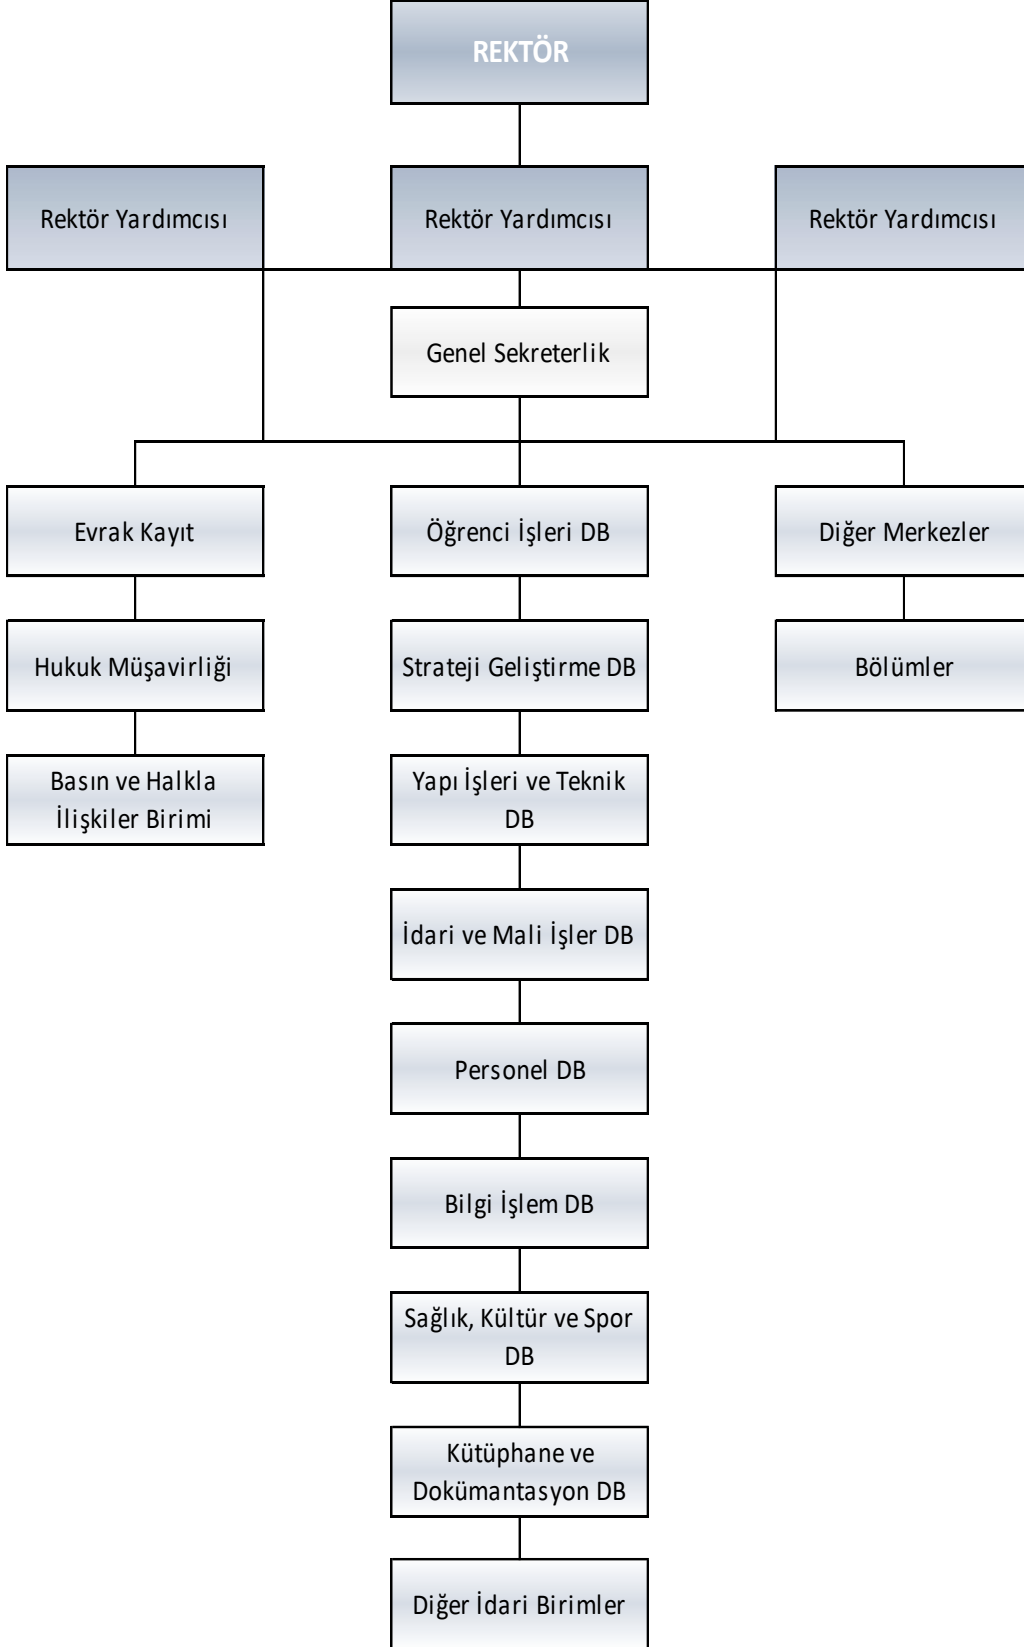 REKTÖR
Rektör Yardımcısı
Rektör Yardımcısı
Rektör Yardımcısı
Genel Sekreterlik
Evrak Kayıt
Öğrenci İşleri DB
Diğer Merkezler
Hukuk Müşavirliği
Strateji Geliştirme DB
Bölümler
Basın ve Halkla
İlişkiler Birimi
Yapı İşleri ve Teknik
DB
İdari ve Mali İşler DB
Personel DB
Bilgi İşlem DB
Sağlık, Kültür ve Spor
DB
Kütüphane ve
Dokümantasyon DB
Diğer İdari Birimler